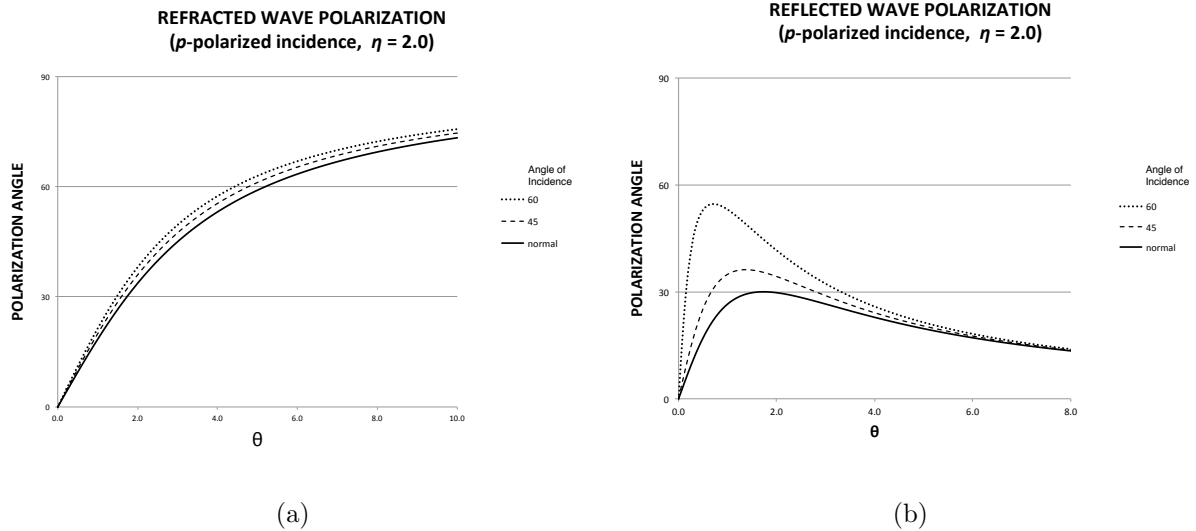 REFRACTED WAVE POLARIZATION
(p-polarized incidence, η = 2.0)
POLARIZATION ANGLE
90
60
30
0
0.0 2.0 4.0 6.0 8.0 10.0
θ
Angle of
Incidence
60
45
normal
(a)
REFLECTED WAVE POLARIZATION
(p-polarized incidence, η = 2.0)
POLARIZATION ANGLE
90
60
30
0
0.0 2.0 4.0 6.0 8.0
θ
Angle of
Incidence
60
45
normal
(b)